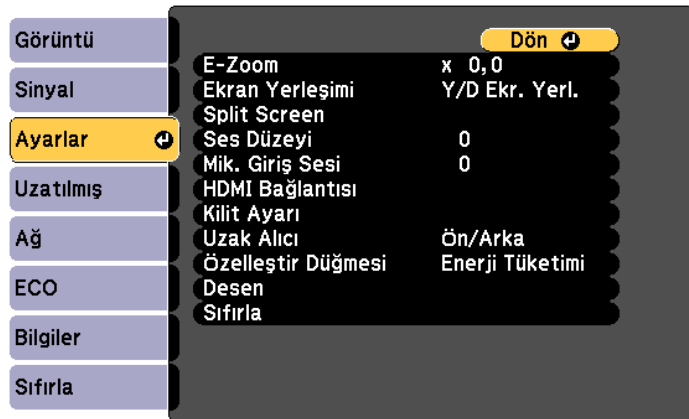 Görüntü
Sinyal
Ayarlar
Uzatılmış
Ağ
ECO
Bilgiler
Sıfırla
Dön
E-Zoom x 0,0
Ekran Yerleşimi Y/D Ekr. Yerl.
Split Screen
Ses Düzeyi 0
Mik. Giriş Sesi 0
HDMI Bağlantısı
Kilit Ayarı
Uzak Alıcı Ön/Arka
Özelleştir Düğmesi Enerji Tüketimi
Desen
Sıfırla